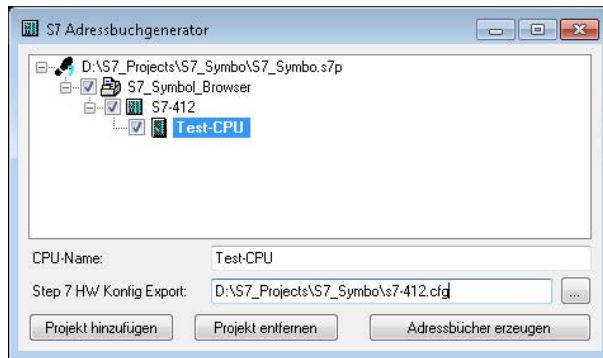 S7 Adressbuchgenerator
D:\S7_Projects\S7_Symbo\S7_Symbo.s7p
S7_Symbol_Browser
S7-412
Test-CPU
CPU-Name: Test-CPU
Step 7 HW Konfig Export: D:\S7_Projects\S7_Symbo\s7-412.cfg ...
Projekt hinzufügen Projekt entfernen Adressbücher erzeugen